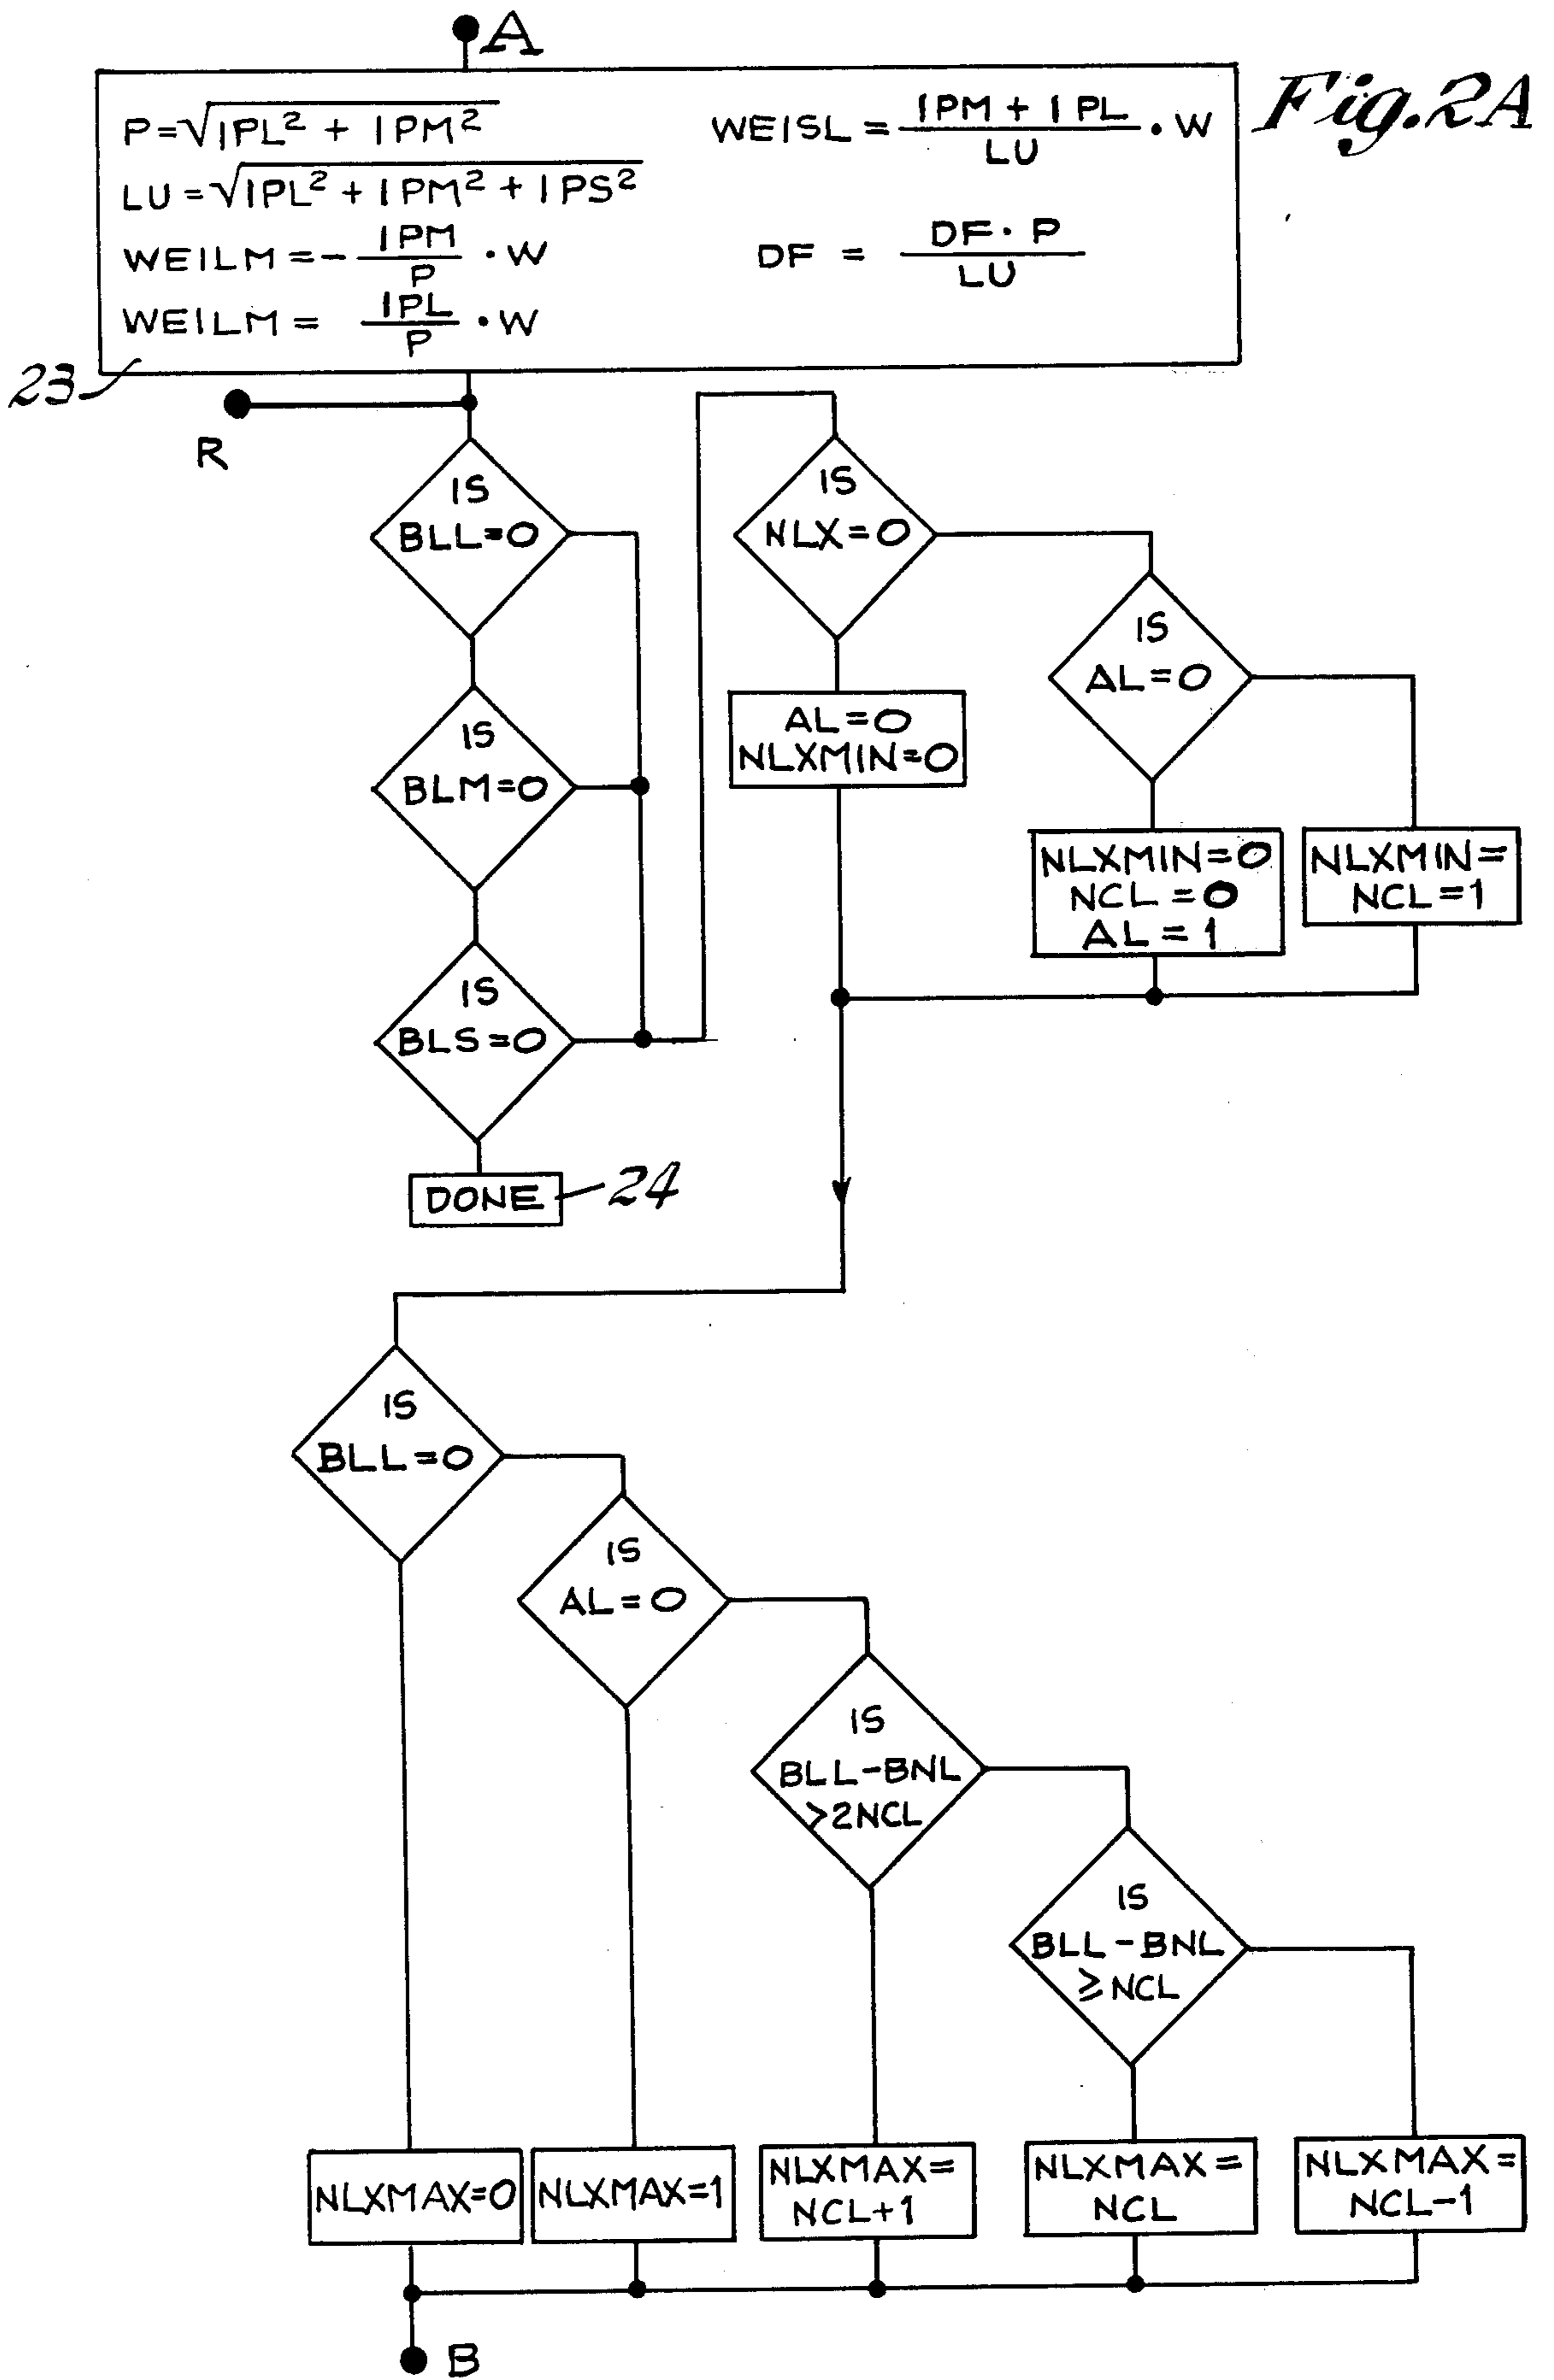 A
Fig.2A
P=√IPL² + IPM²
LU=√IPL² + IPM² + IPS²
WEILM=- IPM/P · W
WEILM= IPL/P · W
WEISL= IPM + IPL/LU · W
DF = DF · P/LU
23
R
IS
BLL=0
IS
BLM=0
IS
BLS=0
DONE
24
IS
NLX=0
AL=0
NLXMIN=0
IS
AL=0
NLXMIN=0
NCL=0
AL=1
NLXMIN=
NCL=1
IS
BLL=0
IS
AL=0
IS
BLL-BNL
>2NCL
IS
BLL-BNL
≥NCL
NLXMAX=0
NLXMAX=1
NLXMAX=
NCL+1
NLXMAX=
NCL
NLXMAX=
NCL-1
B